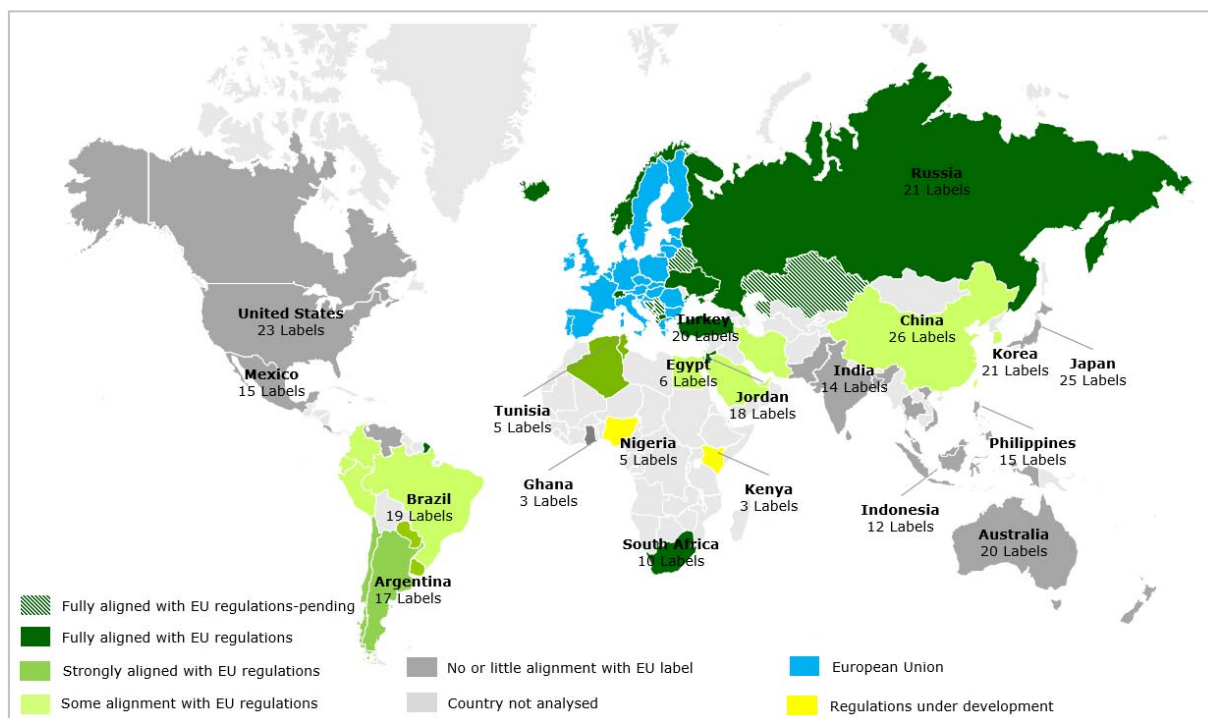 Russia
21 Labels
United States
23 Labels
Turkey
20 Labels
China
26 Labels
Korea
21 Labels
Japan
25 Labels
Mexico
15 Labels
Egypt
6 Labels
India
14 Labels
Jordan
18 Labels
Tunisia
5 Labels
Nigeria
5 Labels
Philippines
15 Labels
Ghana
3 Labels
Kenya
3 Labels
Brazil
19 Labels
Indonesia
12 Labels
Australia
20 Labels
South Africa
10 Labels
Argentina
17 Labels
Fully aligned with EU regulations-pending
Fully aligned with EU regulations
Strongly aligned with EU regulations
Some alignment with EU regulations
No or little alignment with EU label
Country not analysed
European Union
Regulations under development